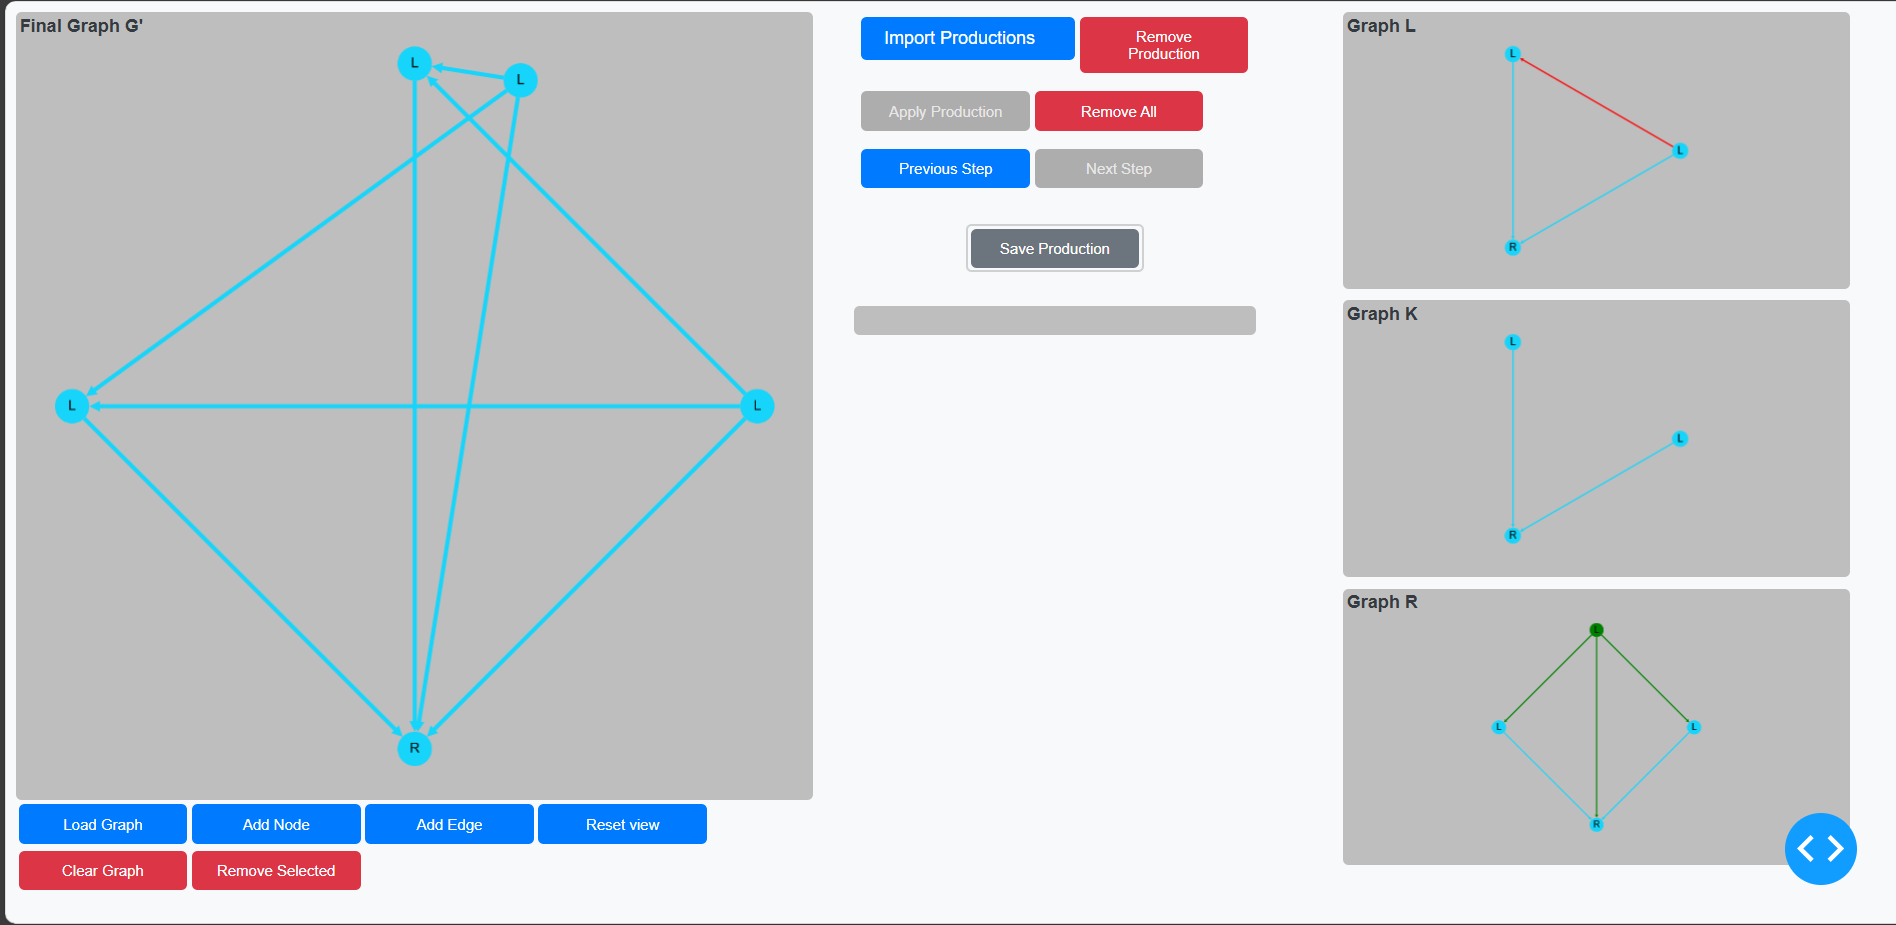 Final Graph G'
L
L
L
L
R
Load Graph
Add Node
Add Edge
Reset view
Clear Graph
Remove Selected
Import Productions
Remove
Production
Apply Production
Remove All
Previous Step
Next Step
Save Production
Graph L
L
L
R
Graph K
L
L
R
Graph R
L
L
L
R